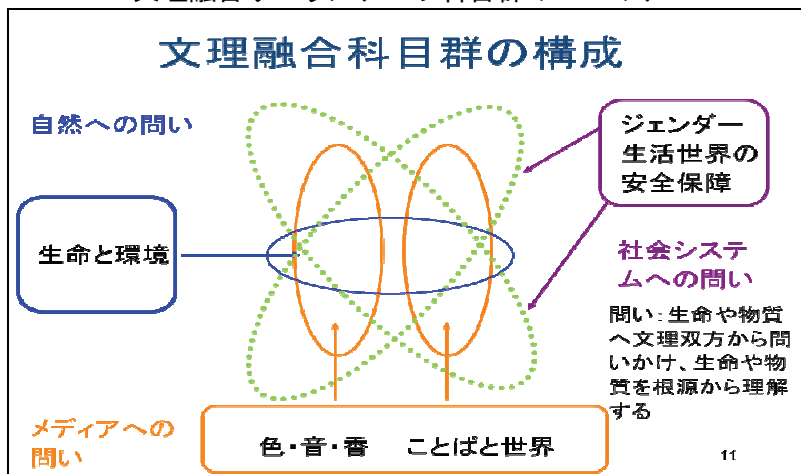 文理融合科目群の構成
自然への問い
ジェンダー
生活世界の
安全保障
生命と環境
社会システ
ムへの問い
問い:生命や物質
へ文理双方から問
いかけ、生命や物
質を根源から理解
する
メディアへの
問い
色・音・香 ことばと世界
11